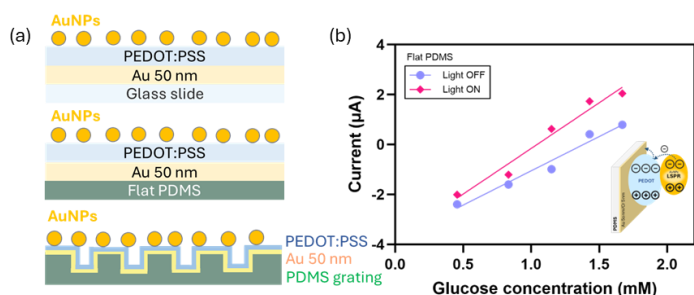 (a)
AuNPs
PEDOT:PSS
Au 50 nm
Glass slide
AuNPs
PEDOT:PSS
Au 50 nm
Flat PDMS
AuNPs
PEDOT:PSS
Au 50 nm
PDMS grating
(b)
Flat PDMS
Light OFF
Light ON
Current (μA)
4
2
0
-2
-4
0.0 0.5 1.0 1.5 2.0
Glucose concentration (mM)
PDMS
PEDOT
LSPR